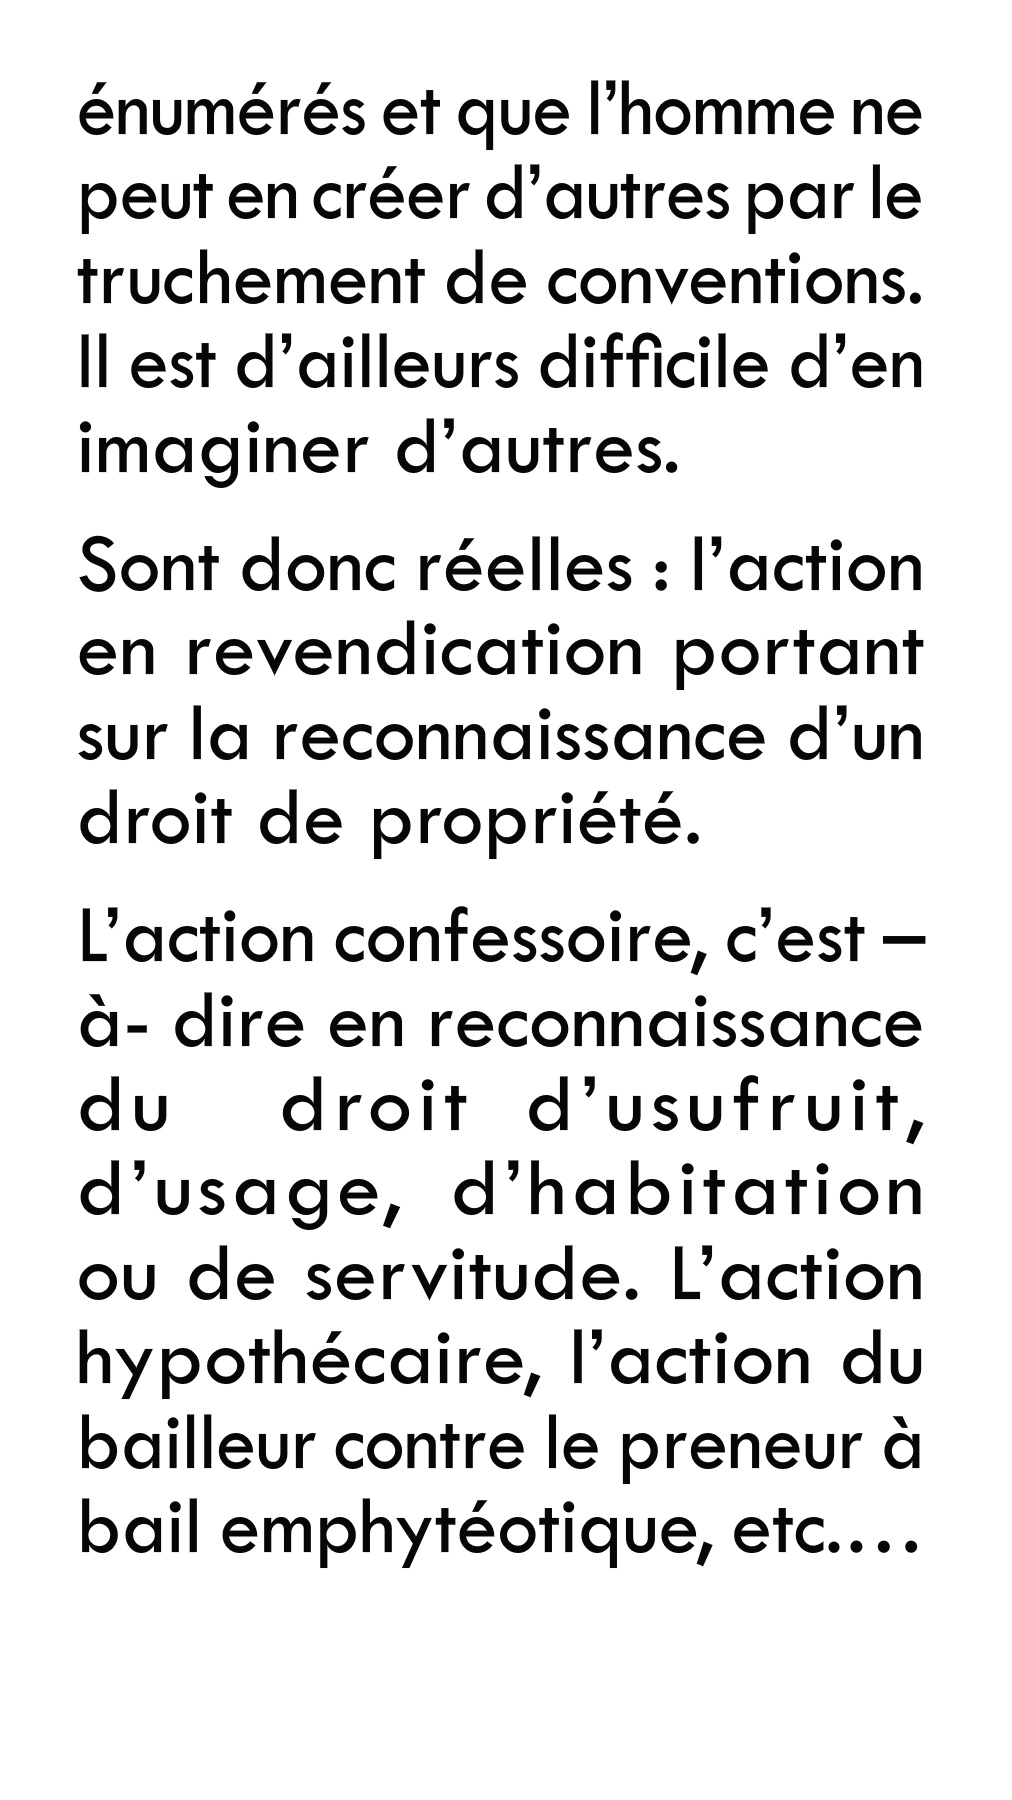 énumérés et que l’homme ne
peut en créer d’autres par le
truchement de conventions.
Il est d’ailleurs difficile d’en
imaginer d’autres.
Sont donc réelles : l’action
en revendication portant
sur la reconnaissance d’un
droit de propriété.
L’action confessoire, c’est –
à- dire en reconnaissance
du droit d’usufruit,
d’usage, d’habitation
ou de servitude. L’action
hypothécaire, l’action du
bailleur contre le preneur à
bail emphytéotique, etc.…